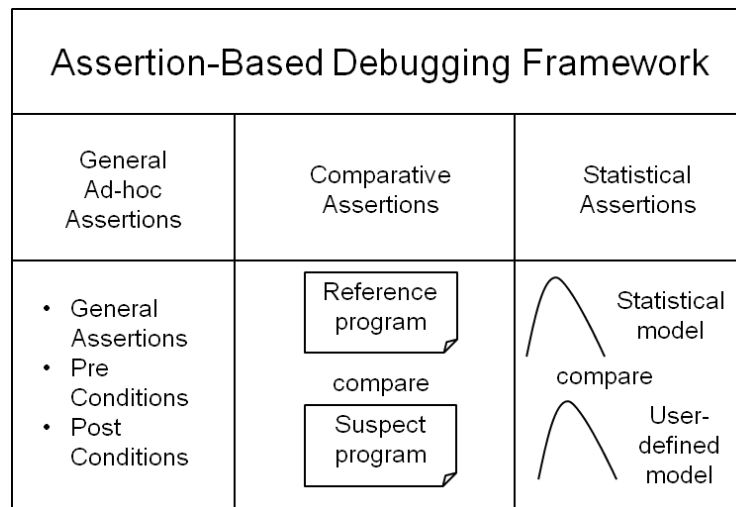 Assertion-Based Debugging Framework
General
Ad-hoc
Assertions
Comparative
Assertions
Statistical
Assertions
• General
Assertions
• Pre
Conditions
• Post
Conditions
Reference
program
compare
Suspect
program
Statistical
model
compare
User-
defined
model